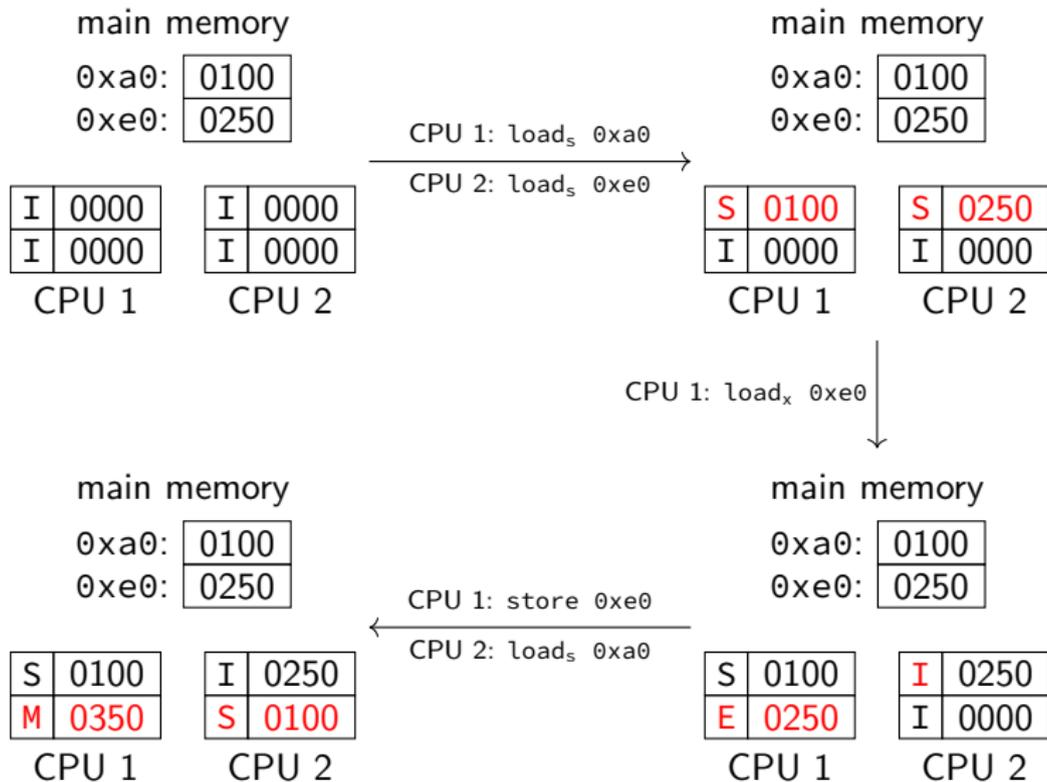 main memory
0xa0: 0100
0xe0: 0250
I 0000 I 0000
I 0000 I 0000
CPU 1 CPU 2
CPU 1: loads 0xa0
CPU 2: loads 0xe0
main memory
0xa0: 0100
0xe0: 0250
S 0100 S 0250
I 0000 I 0000
CPU 1 CPU 2
CPU 1: loadx 0xe0
main memory
0xa0: 0100
0xe0: 0250
S 0100 I 0250
E 0250 I 0000
CPU 1 CPU 2
CPU 1: store 0xe0
CPU 2: loads 0xa0
main memory
0xa0: 0100
0xe0: 0250
S 0100 I 0250
M 0350 S 0100
CPU 1 CPU 2